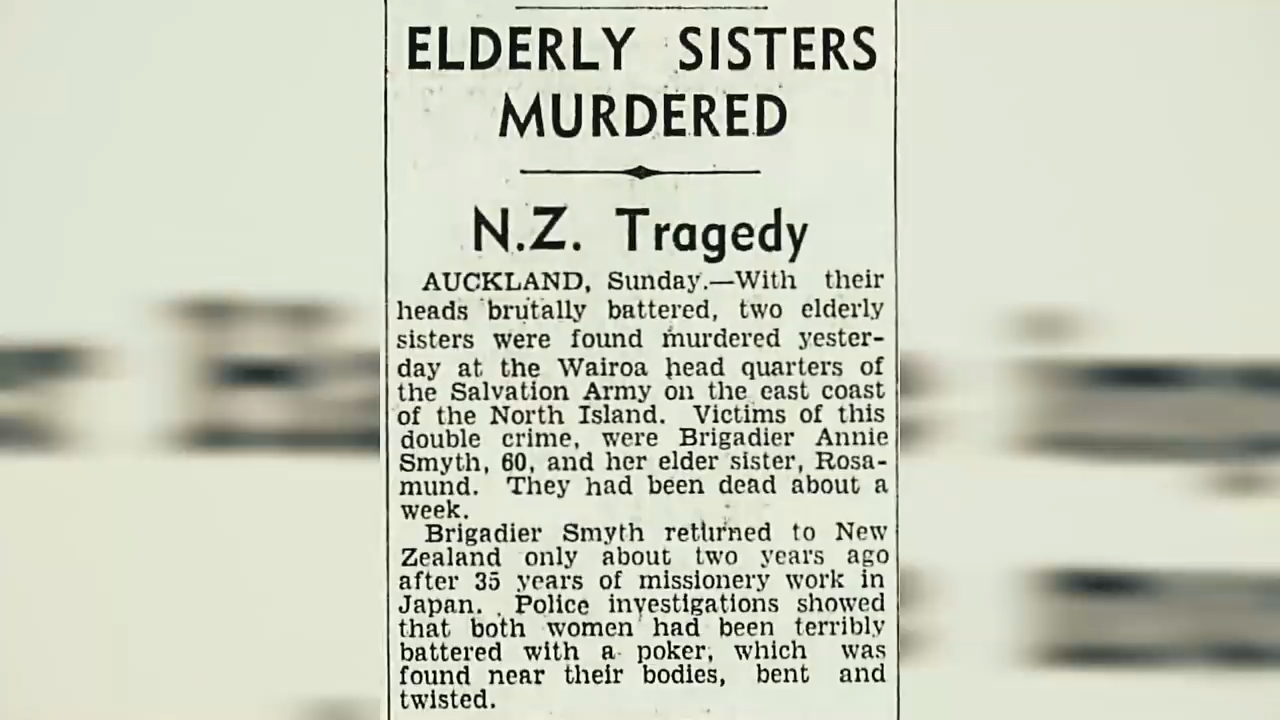 ELDERLY SISTERS
MURDERED
N.Z. Tragedy
AUCKLAND, Sunday.—With their
heads brutally battered, two elderly
sisters were found murdered yester-
day at the Wairoa head quarters of
the Salvation Army on the east coast
of the North Island. Victims of this
double crime, were Brigadier Annie
Smyth, 60, and her elder sister, Rosa-
mund. They had been dead about a
week.
Brigadier Smyth returned to New
Zealand only about two years ago
after 35 years of missionery work in
Japan. Police investigations showed
that both women had been terribly
battered with a poker, which was
found near their bodies, bent and
twisted.